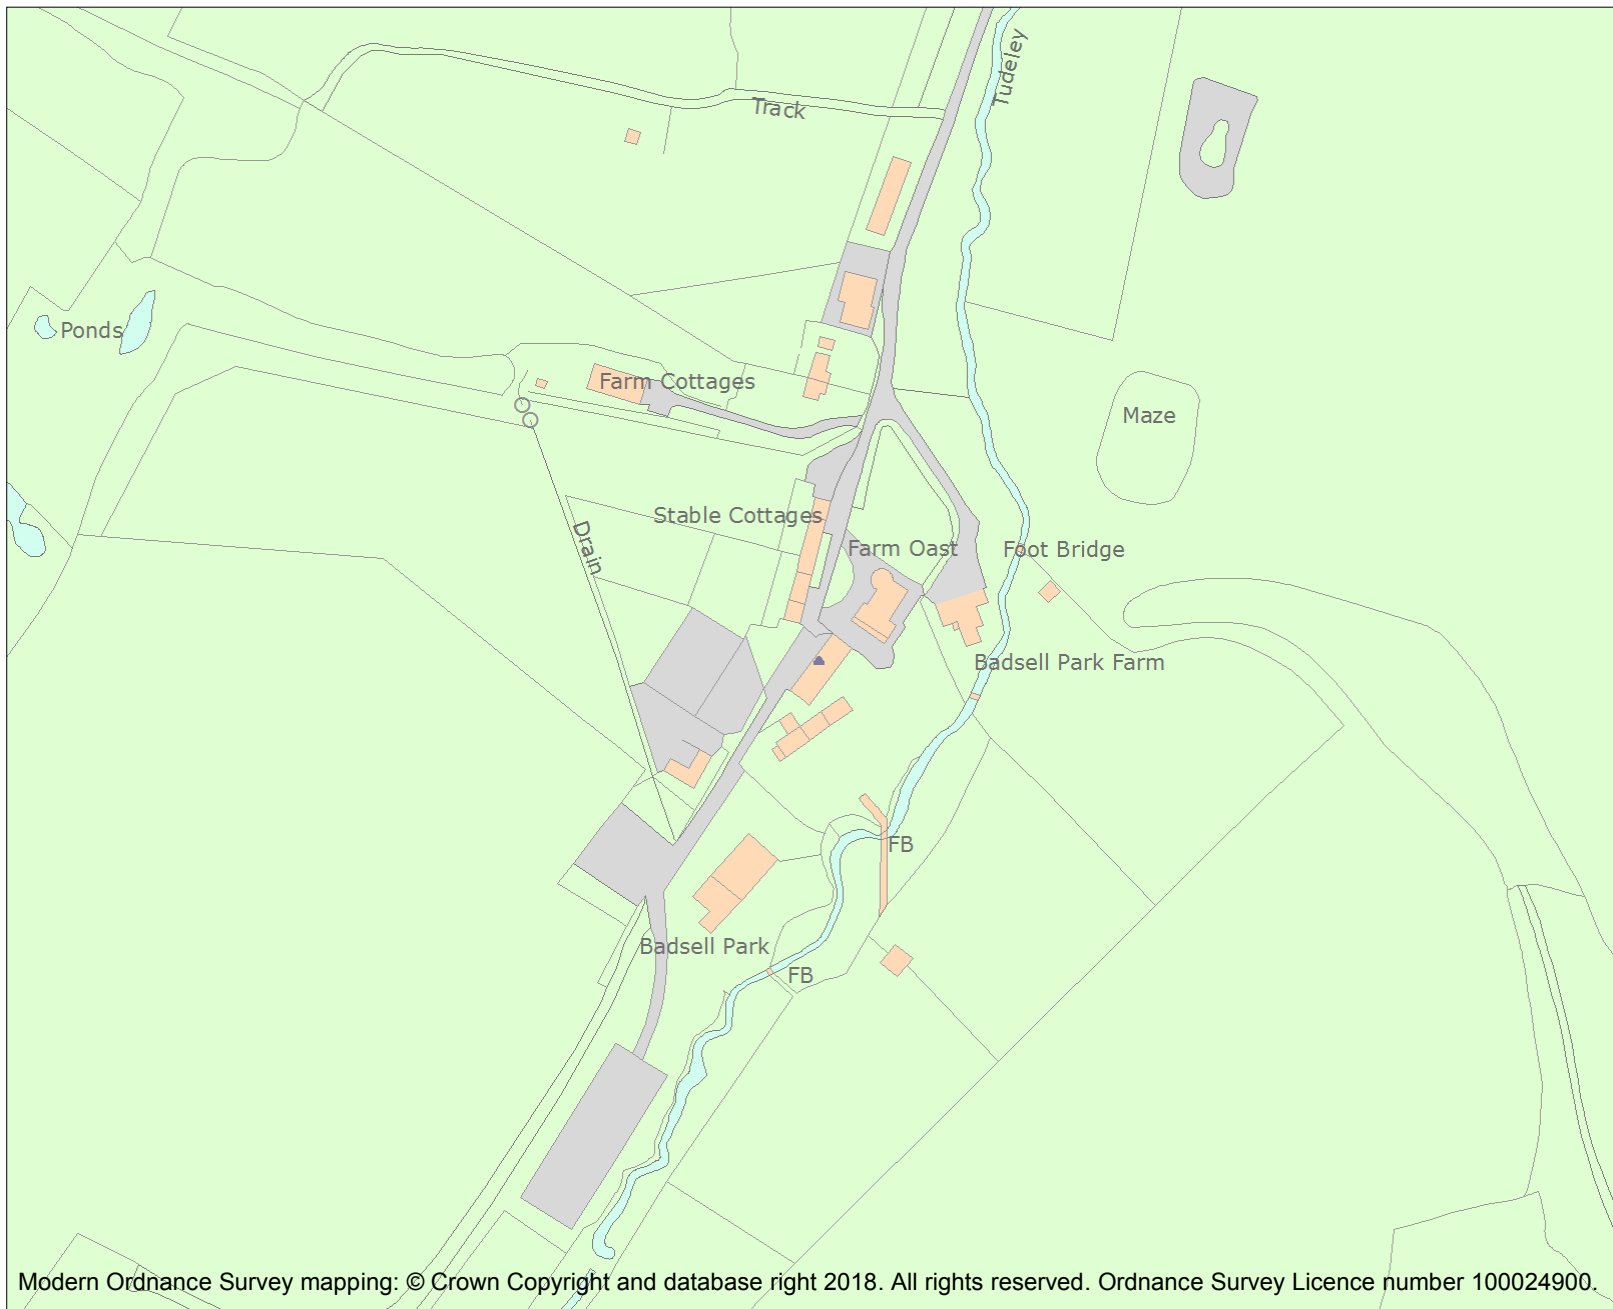 Tudeley
Track
Ponds
Farm Cottages
Maze
Stable Cottages
Drain
Farm Oast
Foot Bridge
Badsell Park Farm
FB
Badsell Park
FB
Modern Ordnance Survey mapping: © Crown Copyright and database right 2018. All rights reserved. Ordnance Survey Licence number 100024900.